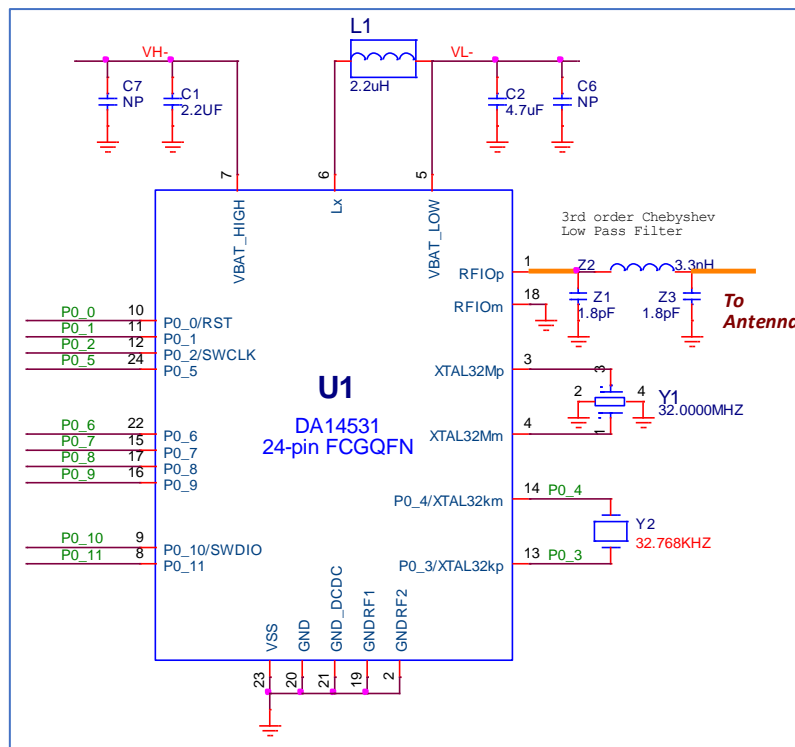 L1
2.2uH
VH-
VL-
C7
NP
C1
2.2UF
C2
4.7uF
C6
NP
7
6
5
VBAT_HIGH
Lx
VBAT_LOW
3rd order Chebyshev
Low Pass Filter
1
RFIOp
Z2
3.3nH
18
RFIOm
Z1
1.8pF
Z3
1.8pF
To
Antenna
P0_0
10
P0_0/RST
P0_1
11
P0_1
P0_2
12
P0_2/SWCLK
P0_5
24
P0_5
3
XTAL32Mp
3
2
4
Y1
32.0000MHZ
1
4
XTAL32Mm
U1
DA14531
24-pin FCGQFN
P0_6
22
P0_6
P0_7
15
P0_7
P0_8
17
P0_8
P0_9
16
P0_9
14
P0_4
P0_4/XTAL32km
Y2
32.768KHZ
13
P0_3
P0_3/XTAL32kp
P0_10
9
P0_10/SWDIO
P0_11
8
P0_11
VSS
GND
GND_DCDC
GNDRF1
GNDRF2
23
20
21
19
2